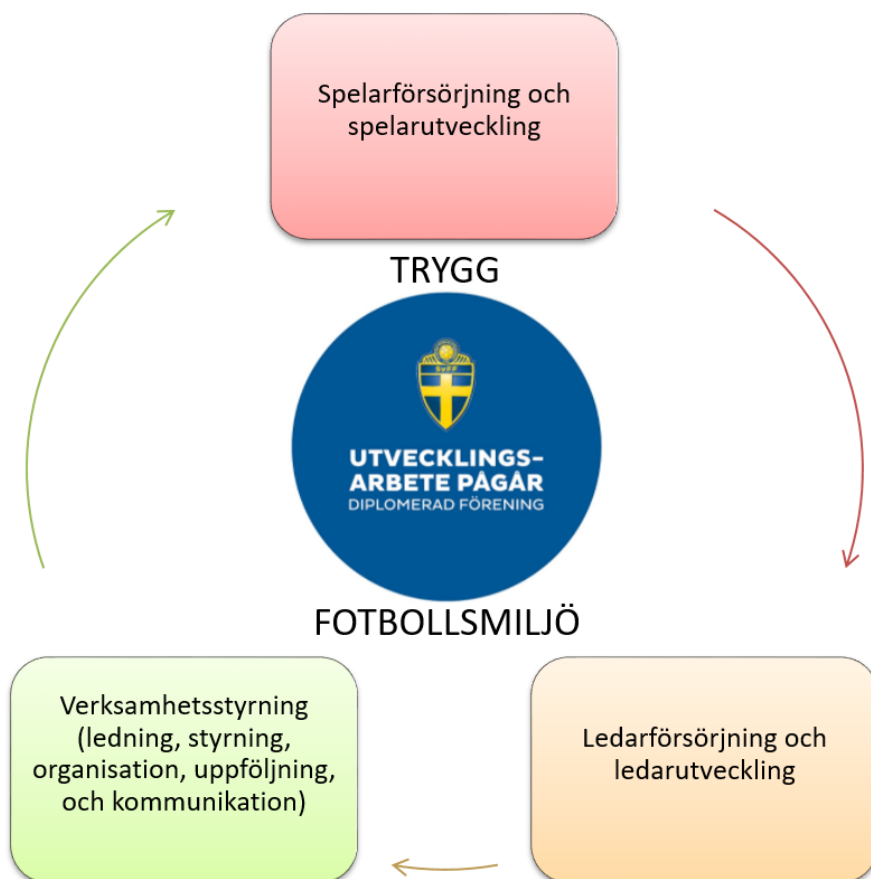 Spelarförsörjning och
spelarutveckling
TRYGG
SvFF
UTVECKLINGS-
ARBETE PÅGÅR
DIPLOMERAD FÖRENING
FOTBOLLSMILJÖ
Verksamhetsstyrning
(ledning, styrning,
organisation, uppföljning,
och kommunikation)
Ledarförsörjning och
ledarutveckling